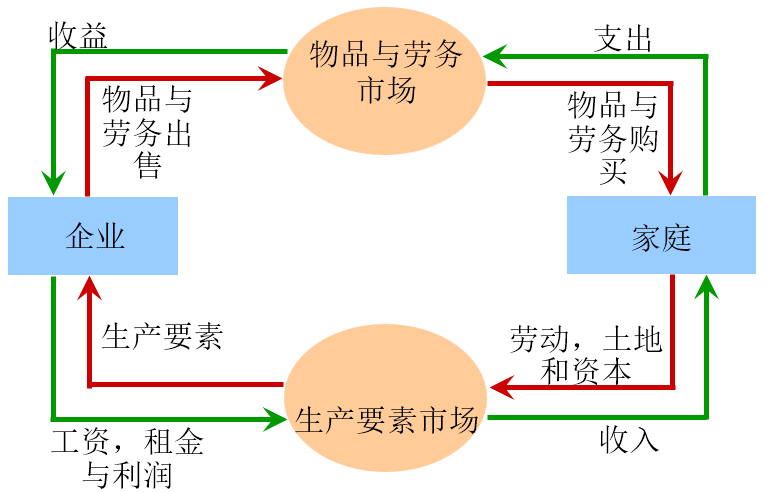 收益
物品与劳务
市场
支出
物品与
劳务出
售
物品与
劳务购
买
企业
家庭
生产要素
劳动，土地
和资本
生产要素市场
工资，租金
与利润
收入